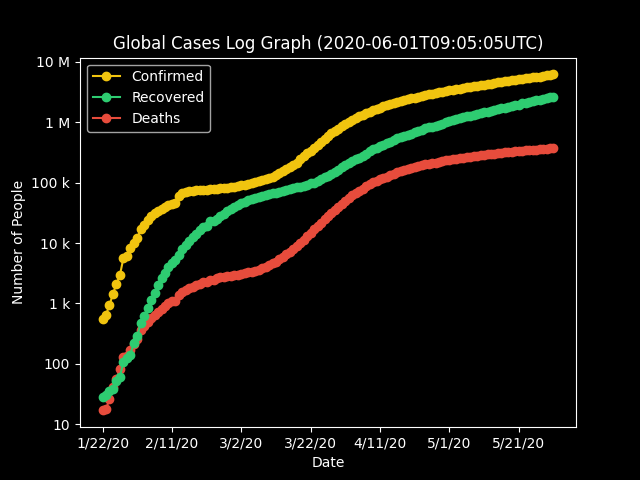 Global Cases Log Graph (2020-06-01T09:05:05UTC)
Confirmed
Recovered
Deaths
Number of People
10 M
1 M
100 k
10 k
1 k
100
10
1/22/20 2/11/20 3/2/20 3/22/20 4/11/20 5/1/20 5/21/20
Date